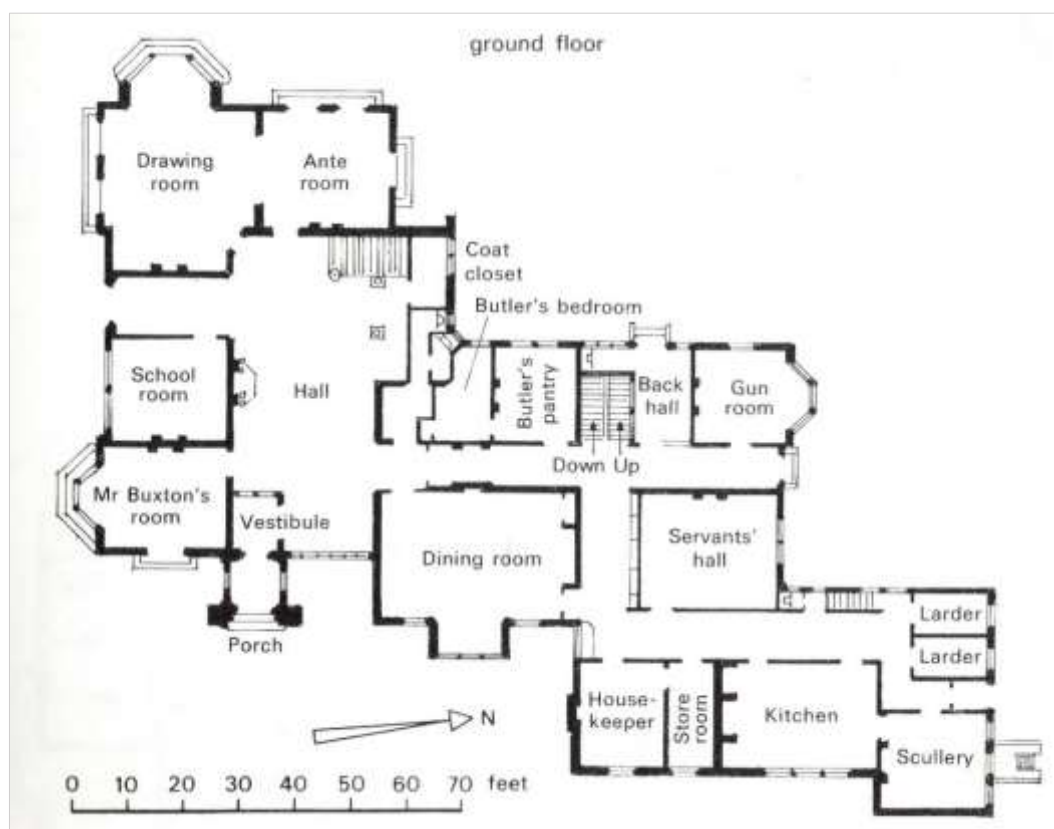 ground floor
Drawing
room
Ante
room
Coat
closet
Butler's bedroom
School
room
Hall
Butler's
pantry
Back
hall
Gun
room
Down Up
Mr Buxton's
room
Vestibule
Dining room
Servants'
hall
Larder
Larder
Porch
House-
keeper
Store
room
Kitchen
Scullery
N
0 10 20 30 40 50 60 70 feet